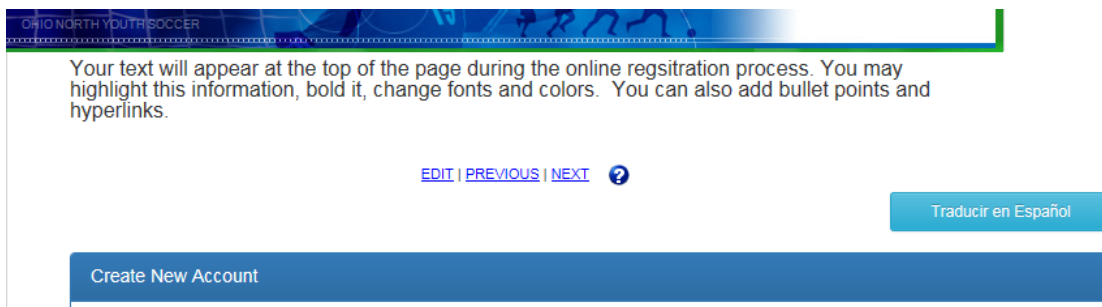 OHIO NORTH YOUTH SOCCER
Your text will appear at the top of the page during the online regsitration process. You may
highlight this information, bold it, change fonts and colors.  You can also add bullet points and
hyperlinks.
EDIT | PREVIOUS | NEXT ?
Traducir en Español
Create New Account